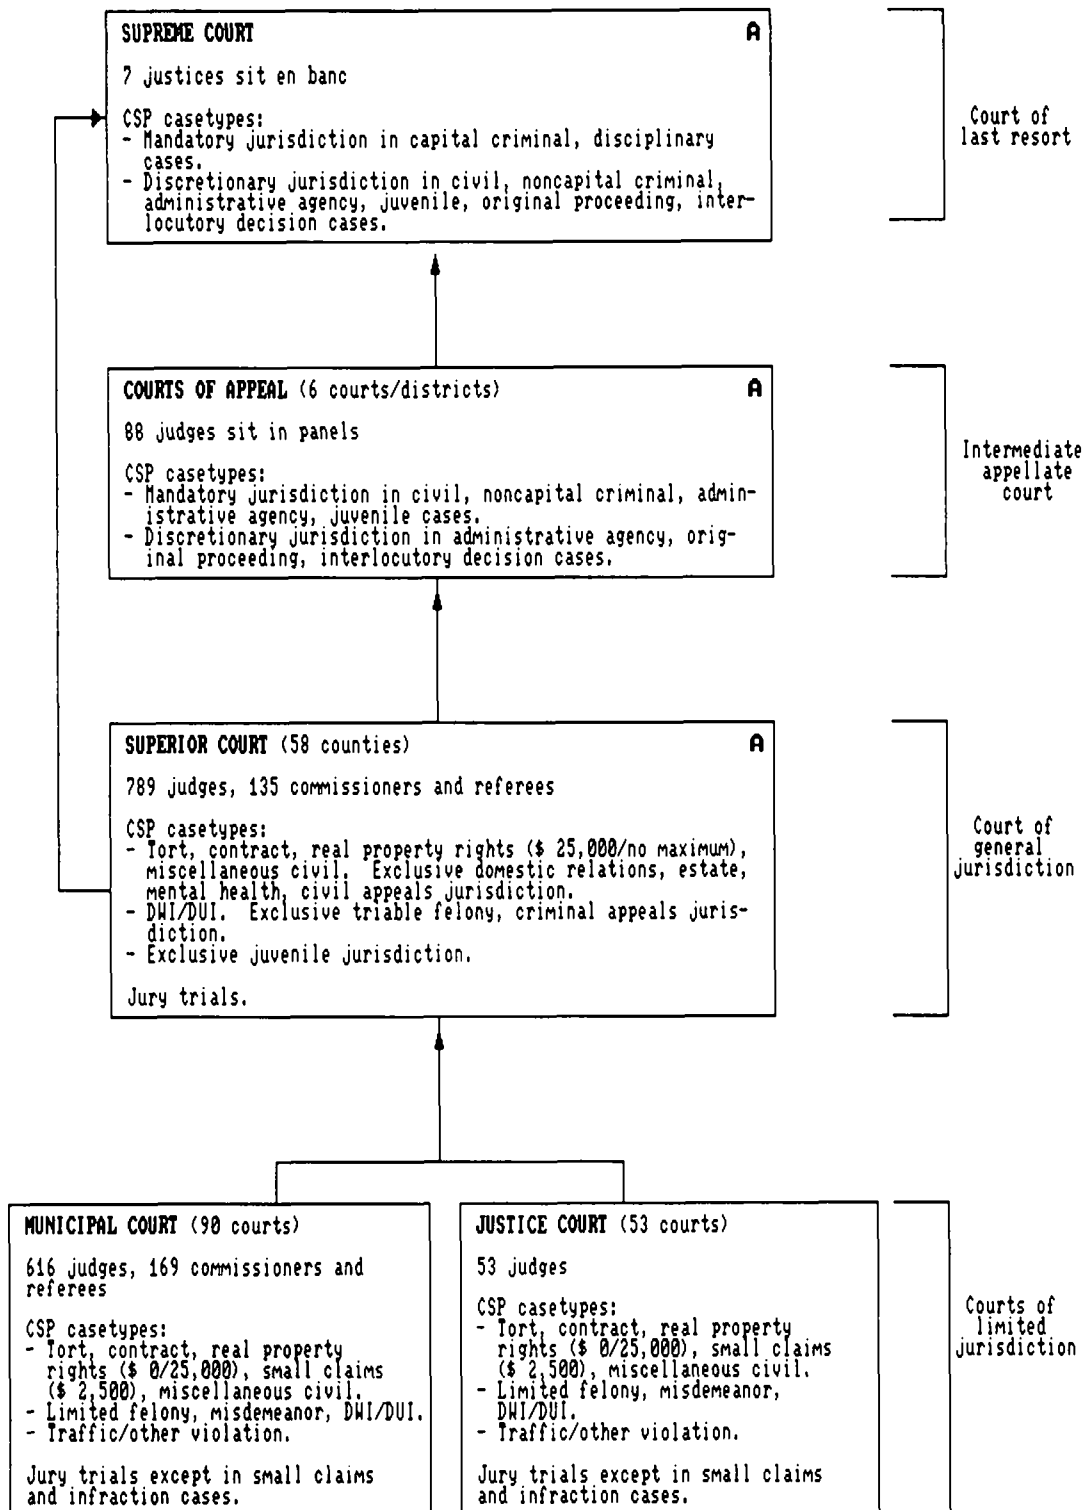 SUPREME COURT A
7 justices sit en banc
CSP casetypes:
- Mandatory jurisdiction in capital criminal, disciplinary
cases.
- Discretionary jurisdiction in civil, noncapital criminal,
administrative agency, juvenile, original proceeding, inter-
locutory decision cases.
Court of
last resort
COURTS OF APPEAL (6 courts/districts) A
88 judges sit in panels
CSP casetypes:
- Mandatory jurisdiction in civil, noncapital criminal, admin-
istrative agency, juvenile cases.
- Discretionary jurisdiction in administrative agency, orig-
inal proceeding, interlocutory decision cases.
Intermediate
appellate
court
SUPERIOR COURT (58 counties) A
789 judges, 135 commissioners and referees
CSP casetypes:
- Tort, contract, real property rights ($ 25,000/no maximum),
miscellaneous civil. Exclusive domestic relations, estate,
mental health, civil appeals jurisdiction.
- DWI/DUI. Exclusive triable felony, criminal appeals juris-
diction.
- Exclusive juvenile jurisdiction.
Jury trials.
Court of
general
jurisdiction
MUNICIPAL COURT (90 courts)
616 judges, 169 commissioners and
referees
CSP casetypes:
- Tort, contract, real property
rights ($ 0/25,000), small claims
($ 2,500), miscellaneous civil.
- Limited felony, misdemeanor, DWI/DUI.
- Traffic/other violation.
Jury trials except in small claims
and infraction cases.
JUSTICE COURT (53 courts)
53 judges
CSP casetypes:
- Tort, contract, real property
rights ($ 0/25,000), small claims
($ 2,500), miscellaneous civil.
- Limited felony, misdemeanor,
DWI/DUI.
- Traffic/other violation.
Jury trials except in small claims
and infraction cases.
Courts of
limited
jurisdiction